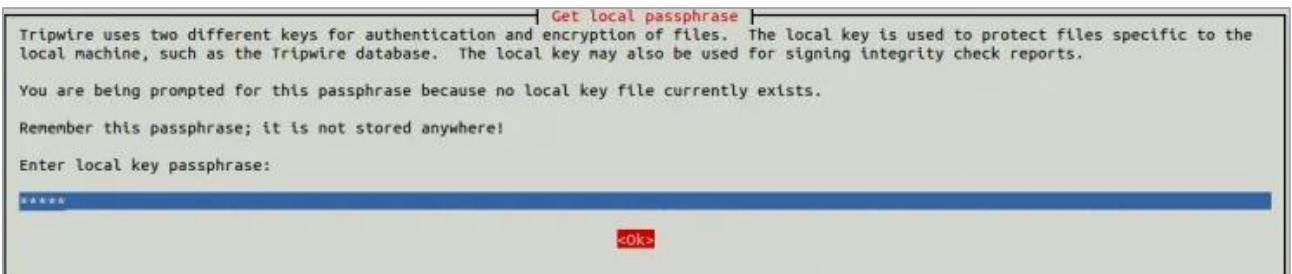 Get local passphrase
Tripwire uses two different keys for authentication and encryption of files.  The local key is used to protect files specific to the
local machine, such as the Tripwire database.  The local key may also be used for signing integrity check reports.
You are being prompted for this passphrase because no local key file currently exists.
Remember this passphrase; it is not stored anywhere!
Enter local key passphrase:
*****
<Ok>